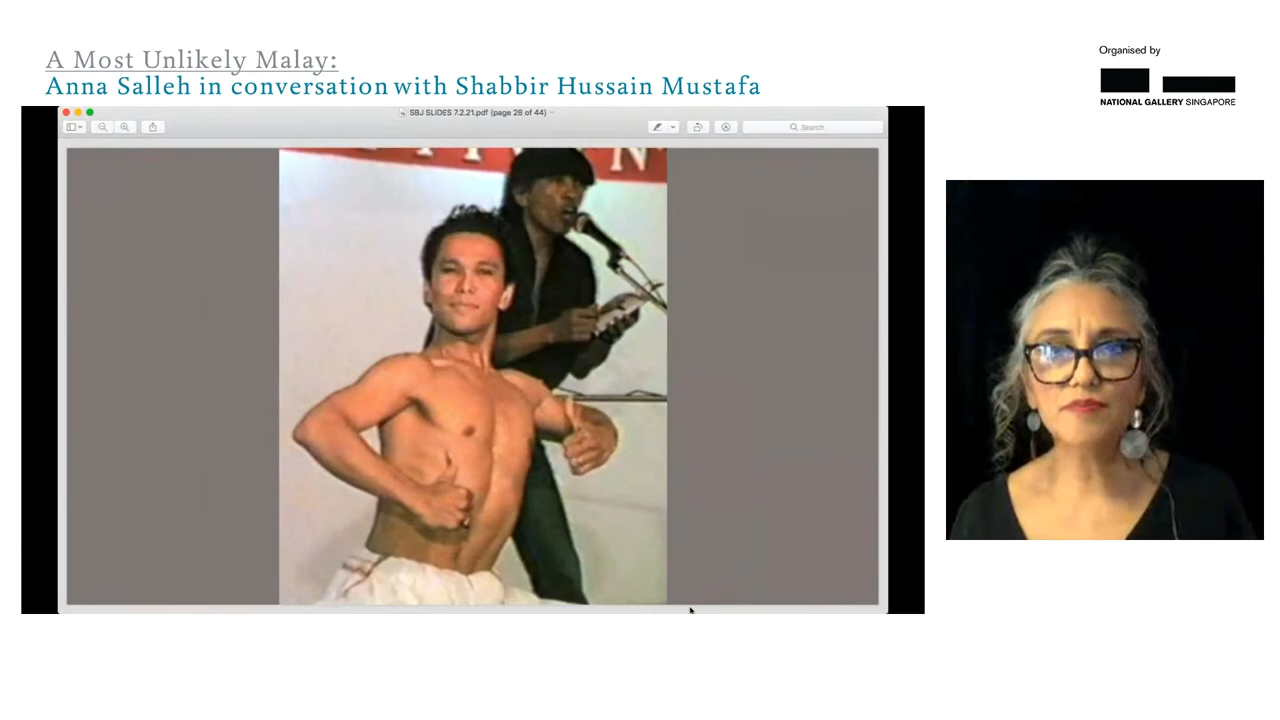 A Most Unlikely Malay:
Anna Salleh in conversation with Shabbir Hussain Mustafa
Organised by
NATIONAL GALLERY SINGAPORE
SBJ SLIDES 7.2.21.pdf (page 28 of 44)
Search